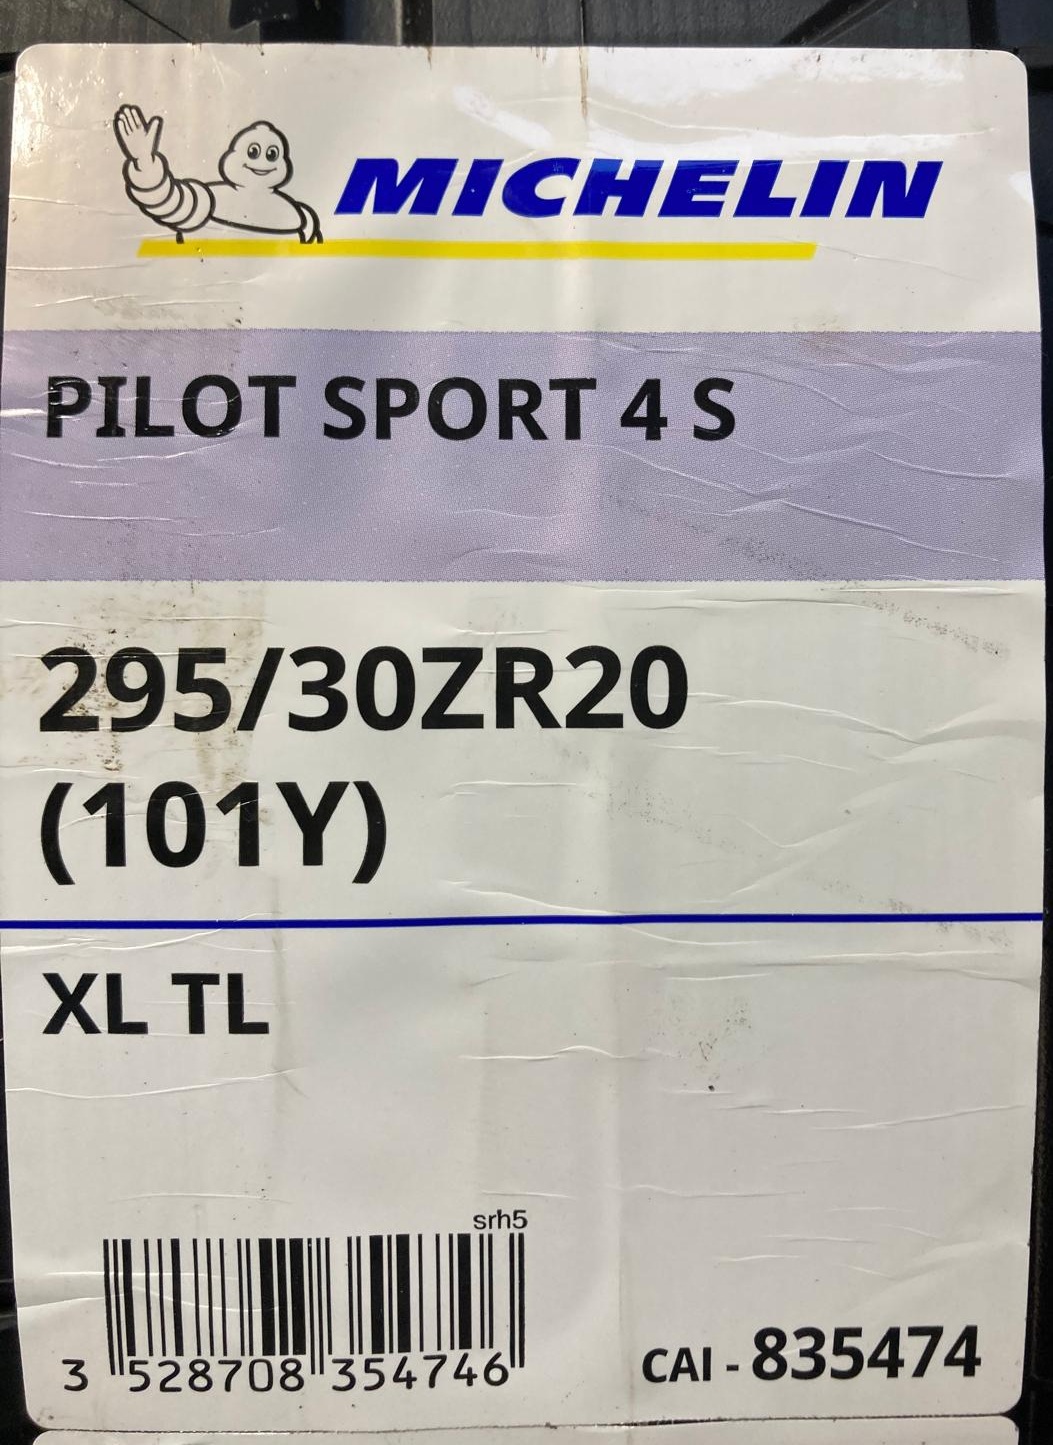 MICHELIN
PILOT SPORT 4 S
295/30ZR20
(101Y)
XL TL
srh5
3 528708 354746
CAI - 835474